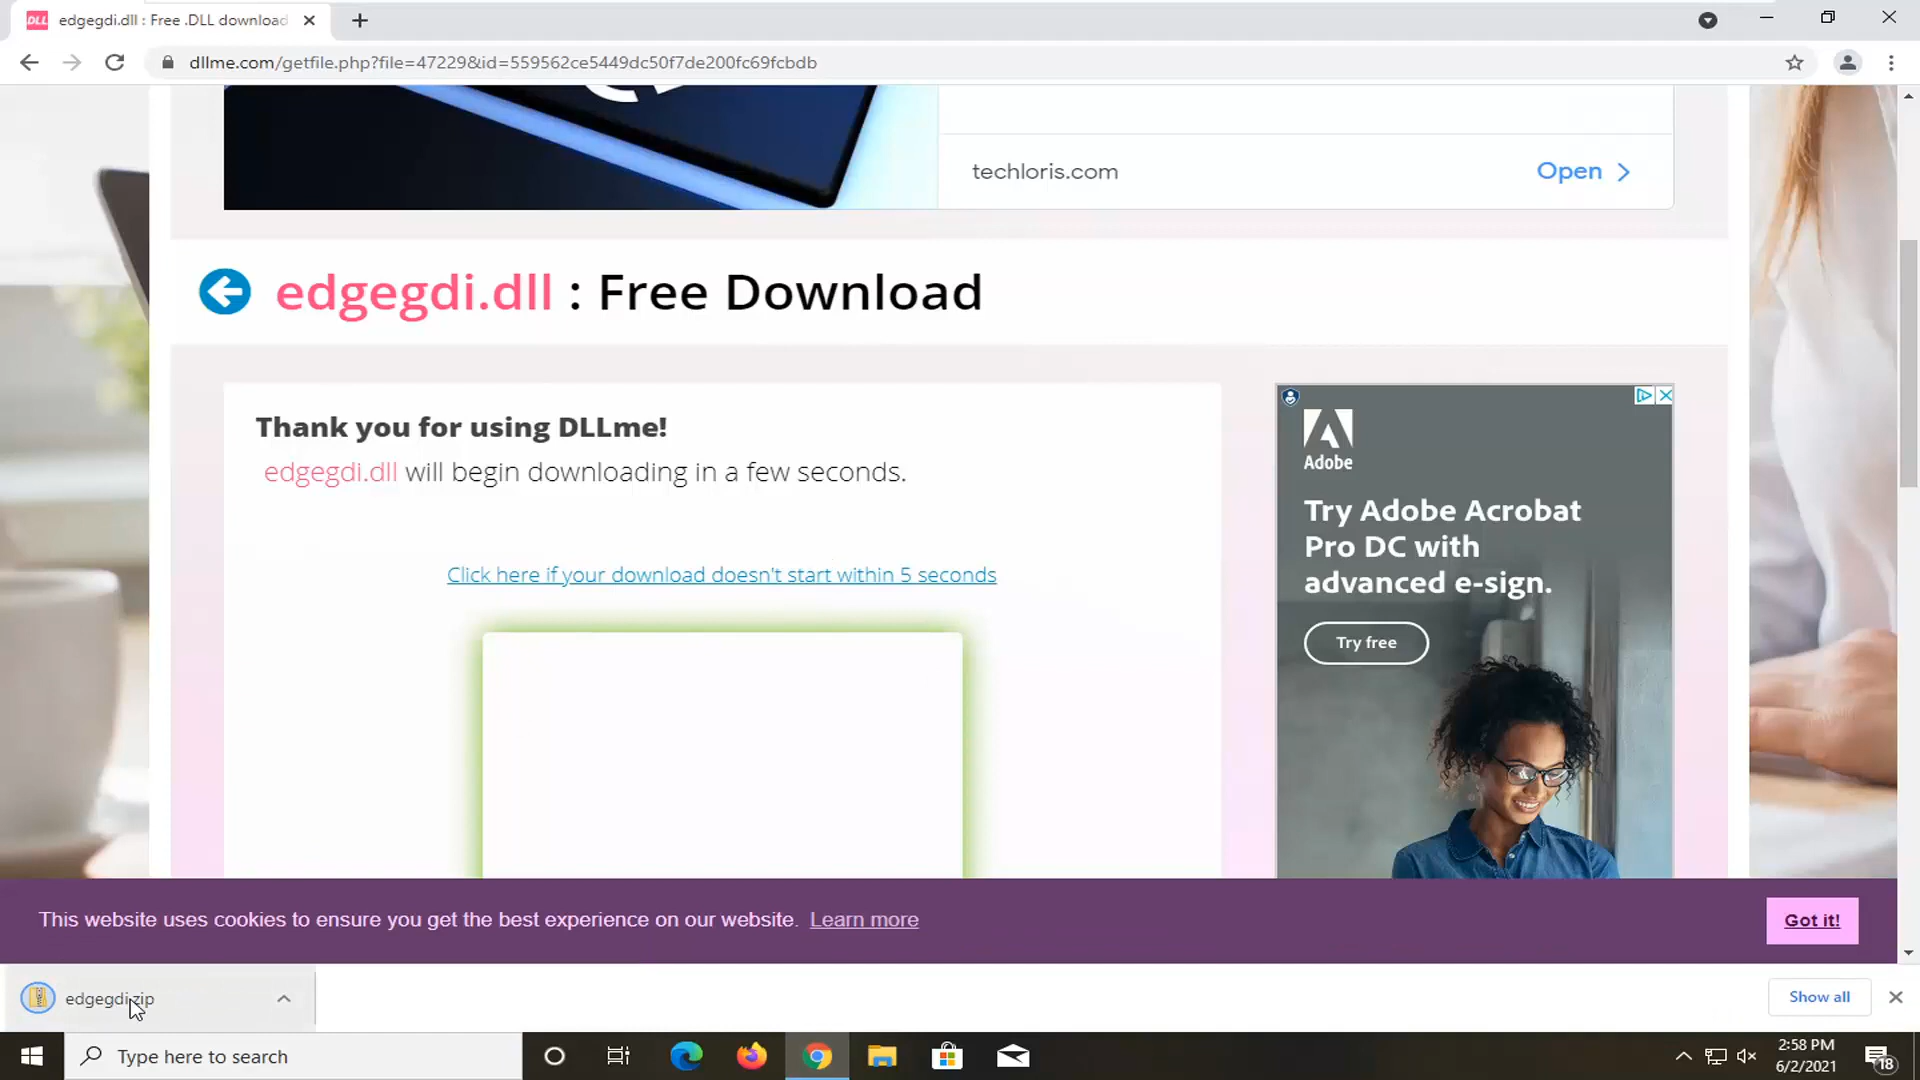 DLL edgegdi.dll : Free .DLL download
dllme.com/getfile.php?file=47229&id=559562ce5449dc50f7de200fc69fcbdb
techloris.com
Open
edgegdi.dll : Free Download
Thank you for using DLLme!
edgegdi.dll will begin downloading in a few seconds.
Click here if your download doesn't start within 5 seconds
Adobe
Try Adobe Acrobat
Pro DC with
advanced e-sign.
Try free
This website uses cookies to ensure you get the best experience on our website. Learn more
Got it!
edgegdi.zip
Show all
Type here to search
2:58 PM
6/2/2021
18